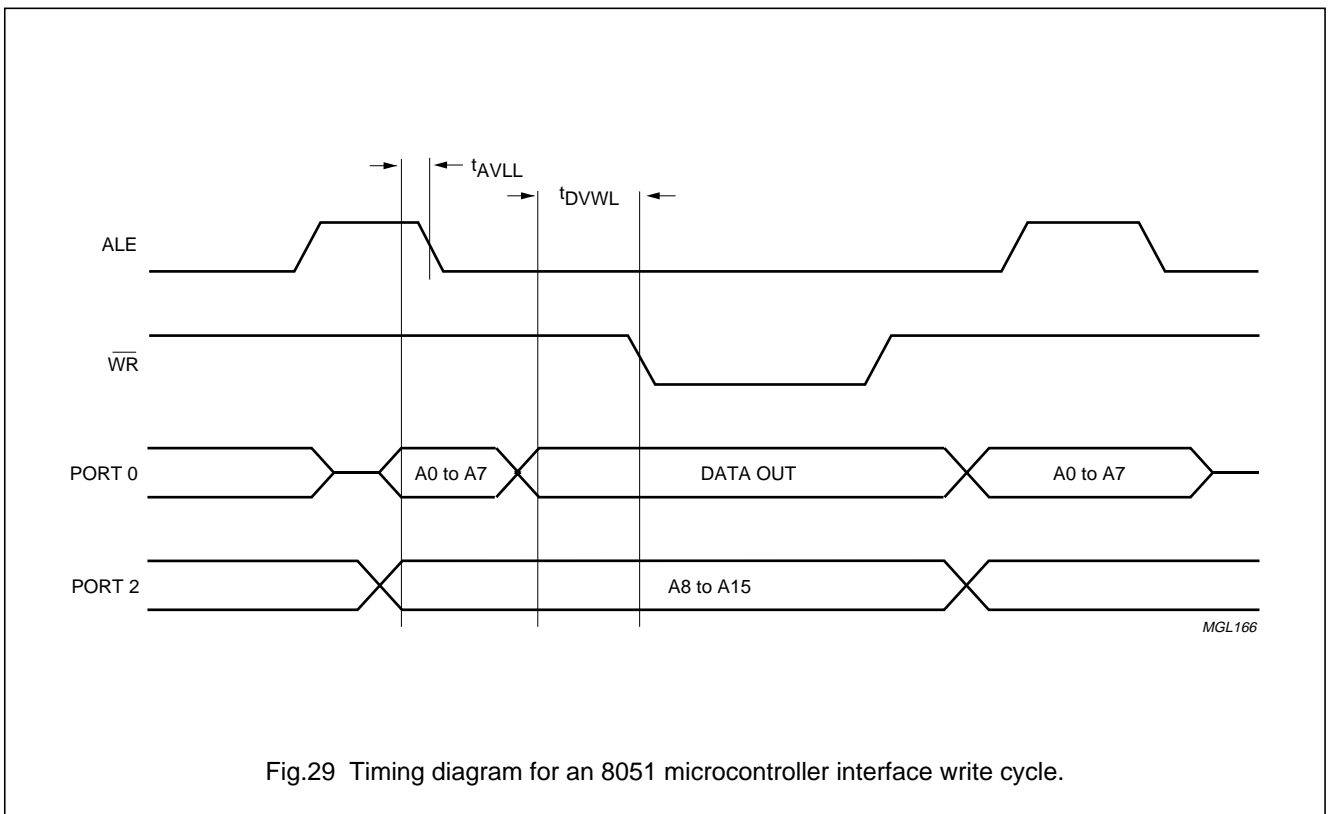 tAVLL
tDVWL
ALE
WR
PORT 0
A0 to A7
DATA OUT
A0 to A7
PORT 2
A8 to A15
MGL166
Fig.29 Timing diagram for an 8051 microcontroller interface write cycle.